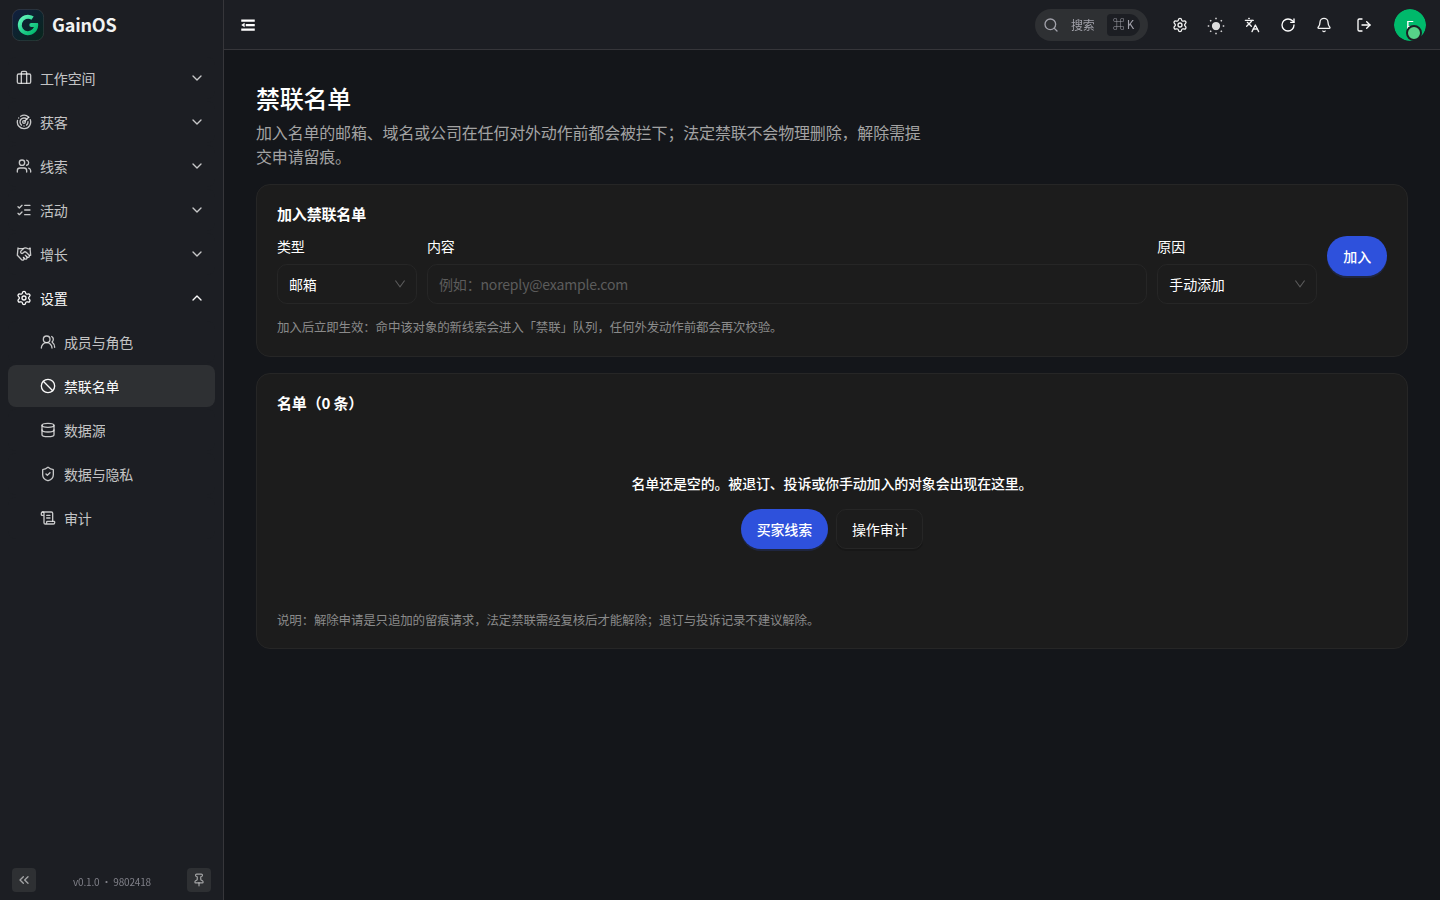 GainOS
搜索
⌘ K
工作空间
获客
线索
活动
增长
设置
成员与角色
禁联名单
数据源
数据与隐私
审计
v0.1.0 · 9802418
禁联名单
加入名单的邮箱、域名或公司在任何对外动作前都会被拦下；法定禁联不会物理删除，解除需提
交申请留痕。
加入禁联名单
类型
内容
原因
邮箱
例如：noreply@example.com
手动添加
加入
加入后立即生效：命中该对象的新线索会进入「禁联」队列，任何外发动作前都会再次校验。
名单（0 条）
名单还是空的。被退订、投诉或你手动加入的对象会出现在这里。
买家线索
操作审计
说明：解除申请是只追加的留痕请求，法定禁联需经复核后才能解除；退订与投诉记录不建议解除。